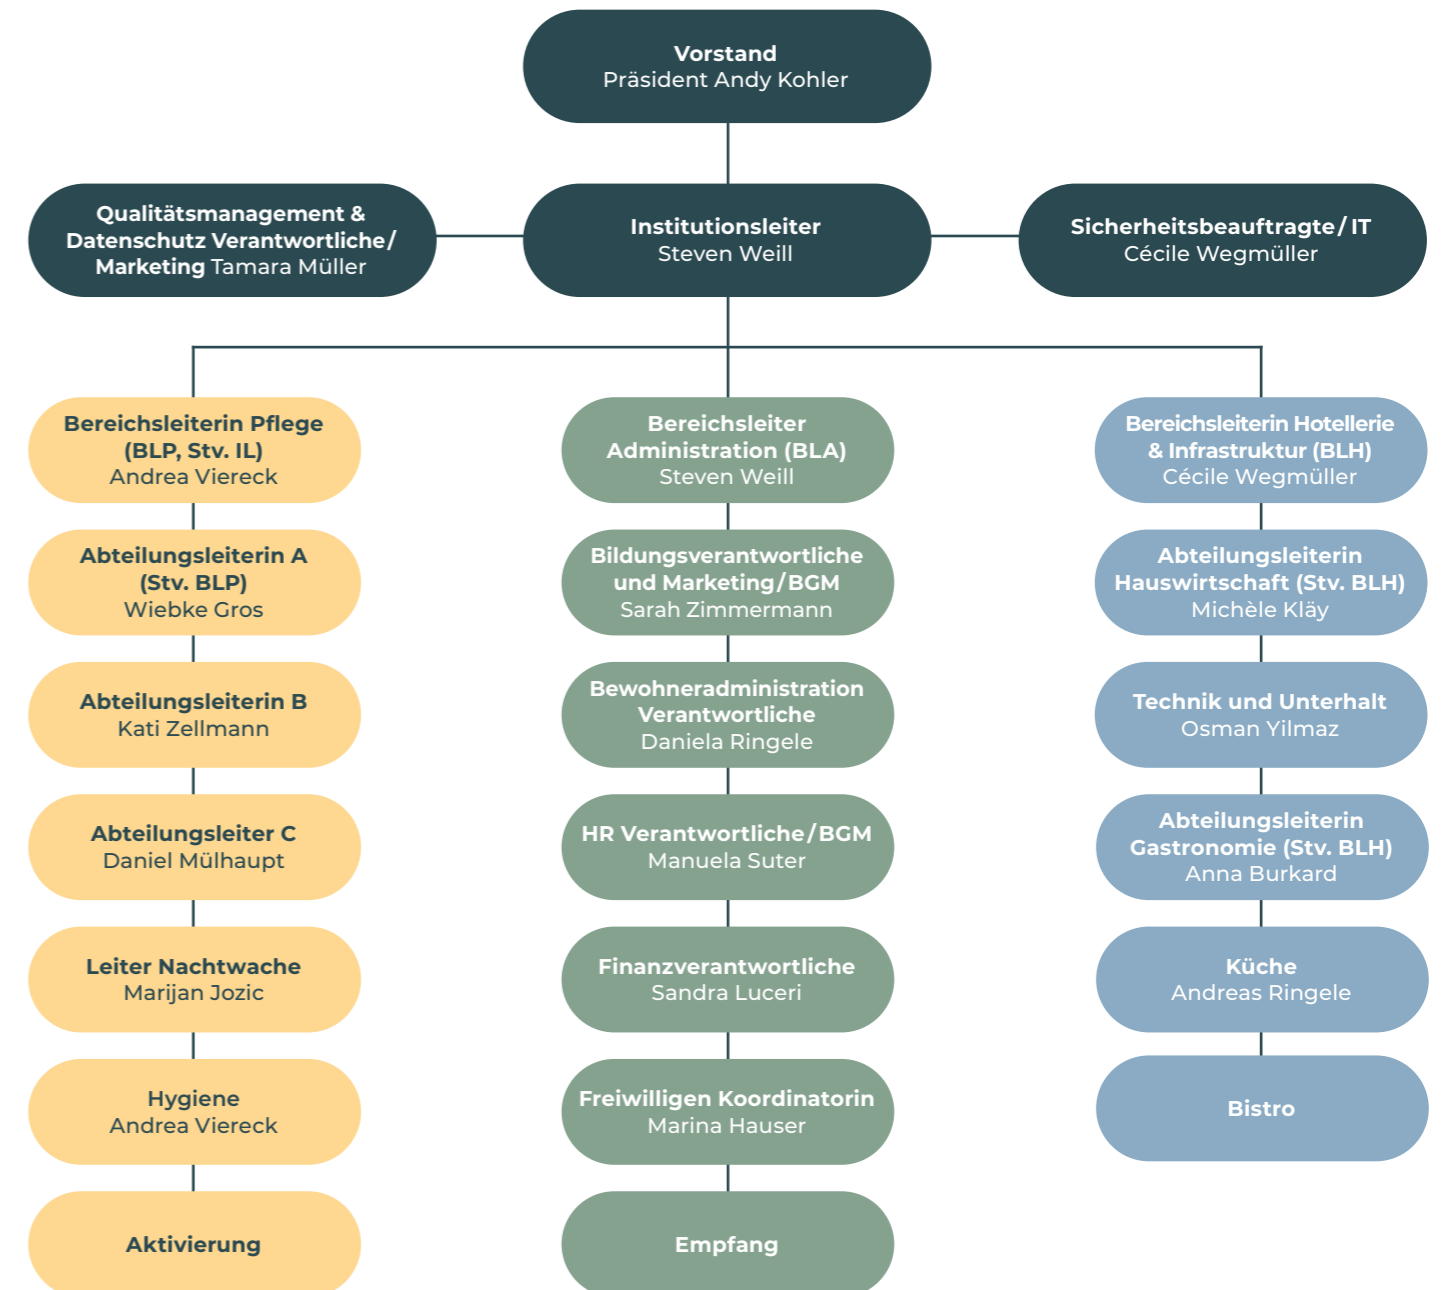 Vorstand
Präsident Andy Kohler
Qualitätsmanagement &
Datenschutz Verantwortliche/
Marketing Tamara Müller
Institutionsleiter
Steven Weill
Sicherheitsbeauftragte/IT
Cécile Wegmüller
Bereichsleiterin Pflege
(BLP, Stv. IL)
Andrea Viereck
Abteilungsleiterin A
(Stv. BLP)
Wiebke Gros
Abteilungsleiterin B
Kati Zellmann
Abteilungsleiter C
Daniel Mülhaupt
Leiter Nachtwache
Marijan Jozic
Hygiene
Andrea Viereck
Aktivierung
Bereichsleiter
Administration (BLA)
Steven Weill
Bildungsverantwortliche
und Marketing/BGM
Sarah Zimmermann
Bewohneradministration
Verantwortliche
Daniela Ringele
HR Verantwortliche/BGM
Manuela Suter
Finanzverantwortliche
Sandra Luceri
Freiwilligen Koordinatorin
Marina Hauser
Empfang
Bereichsleiterin Hotellerie
& Infrastruktur (BLH)
Cécile Wegmüller
Abteilungsleiterin
Hauswirtschaft (Stv. BLH)
Michèle Kläy
Technik und Unterhalt
Osman Yilmaz
Abteilungsleiterin
Gastronomie (Stv. BLH)
Anna Burkard
Küche
Andreas Ringele
Bistro